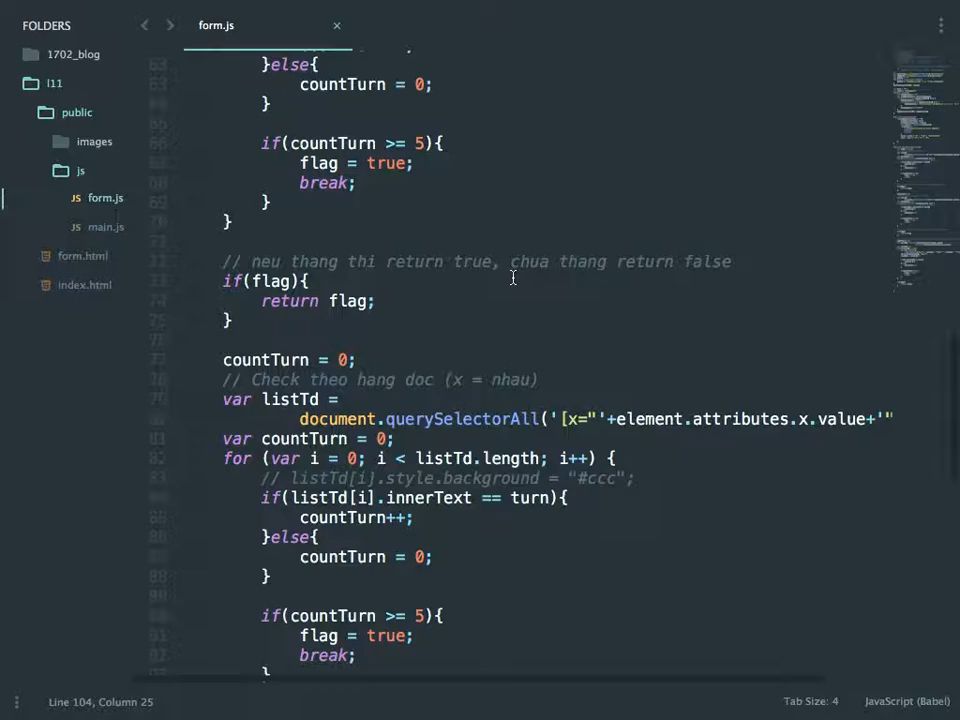 FOLDERS
1702_blog
l11
public
images
js
form.js
main.js
form.html
index.html
form.js
}else{
countTurn = 0;
}
if(countTurn >= 5){
flag = true;
break;
}
}
// neu thang thi return true, chua thang return false
if(flag){
return flag;
}
countTurn = 0;
// Check theo hang doc (x = nhau)
var listTd =
document.querySelectorAll('[x="'+element.attributes.x.value+'"
var countTurn = 0;
for (var i = 0; i < listTd.length; i++) {
// listTd[i].style.background = "#ccc";
if(listTd[i].innerText == turn){
countTurn++;
}else{
countTurn = 0;
}
if(countTurn >= 5){
flag = true;
break;
}
Line 104, Column 25
Tab Size: 4
JavaScript (Babel)